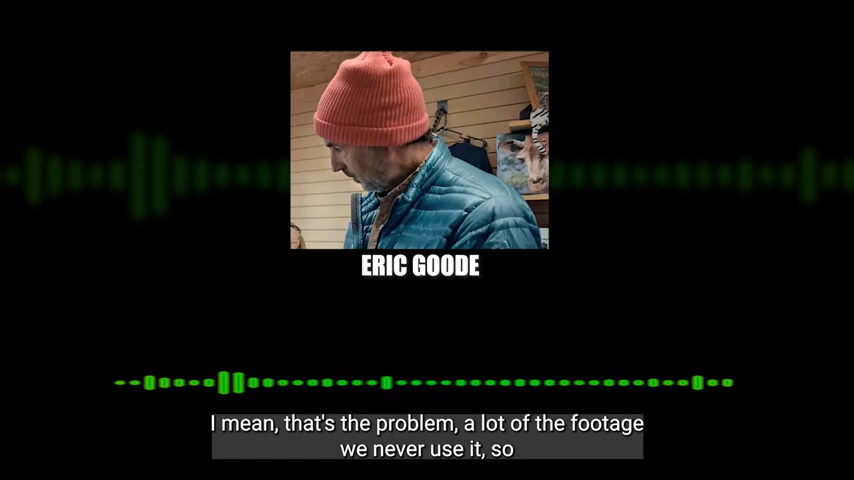 ERIC GOODE
I mean, that's the problem, a lot of the footage
we never use it, so